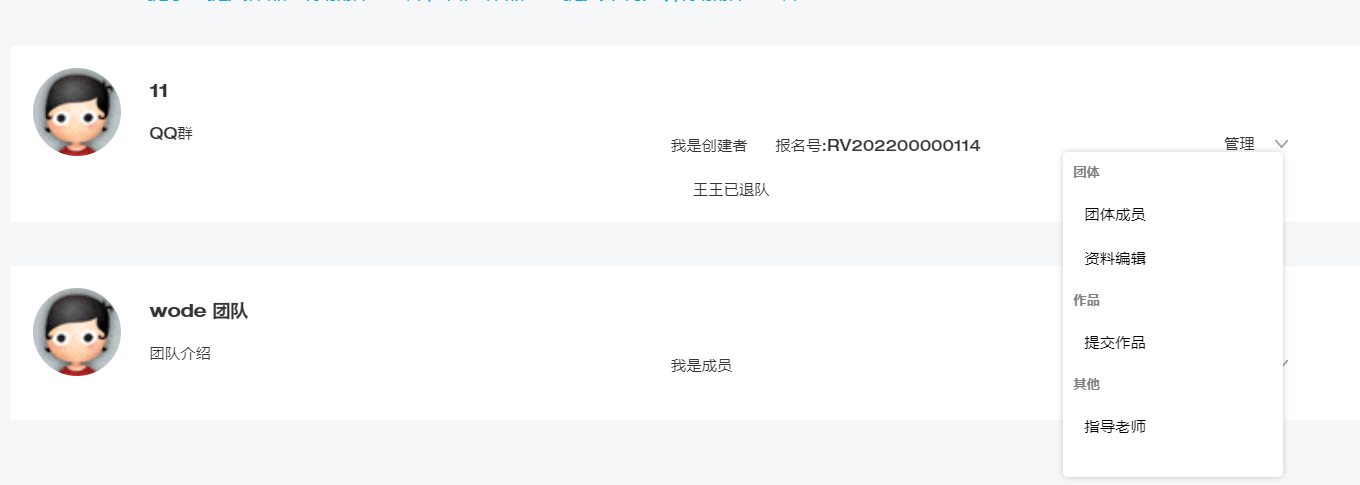 11
QQ群
我是创建者 报名号:RV202200000114
管理
王王已退队
团体
团体成员
资料编辑
作品
提交作品
其他
指导老师
wode 团队
团队介绍
我是成员